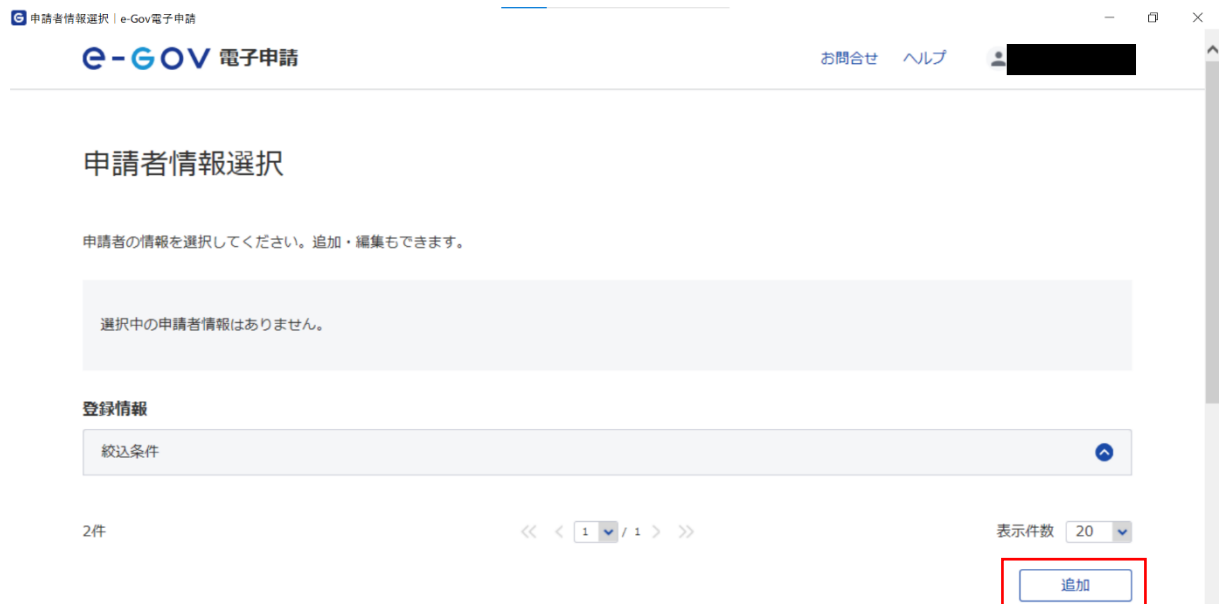 申請者情報選択｜e-Gov電子申請
e-GOV 電子申請 お問合せ ヘルプ
申請者情報選択
申請者の情報を選択してください。追加・編集もできます。
選択中の申請者情報はありません。
登録情報
絞込条件
2件 1 / 1 表示件数 20
追加